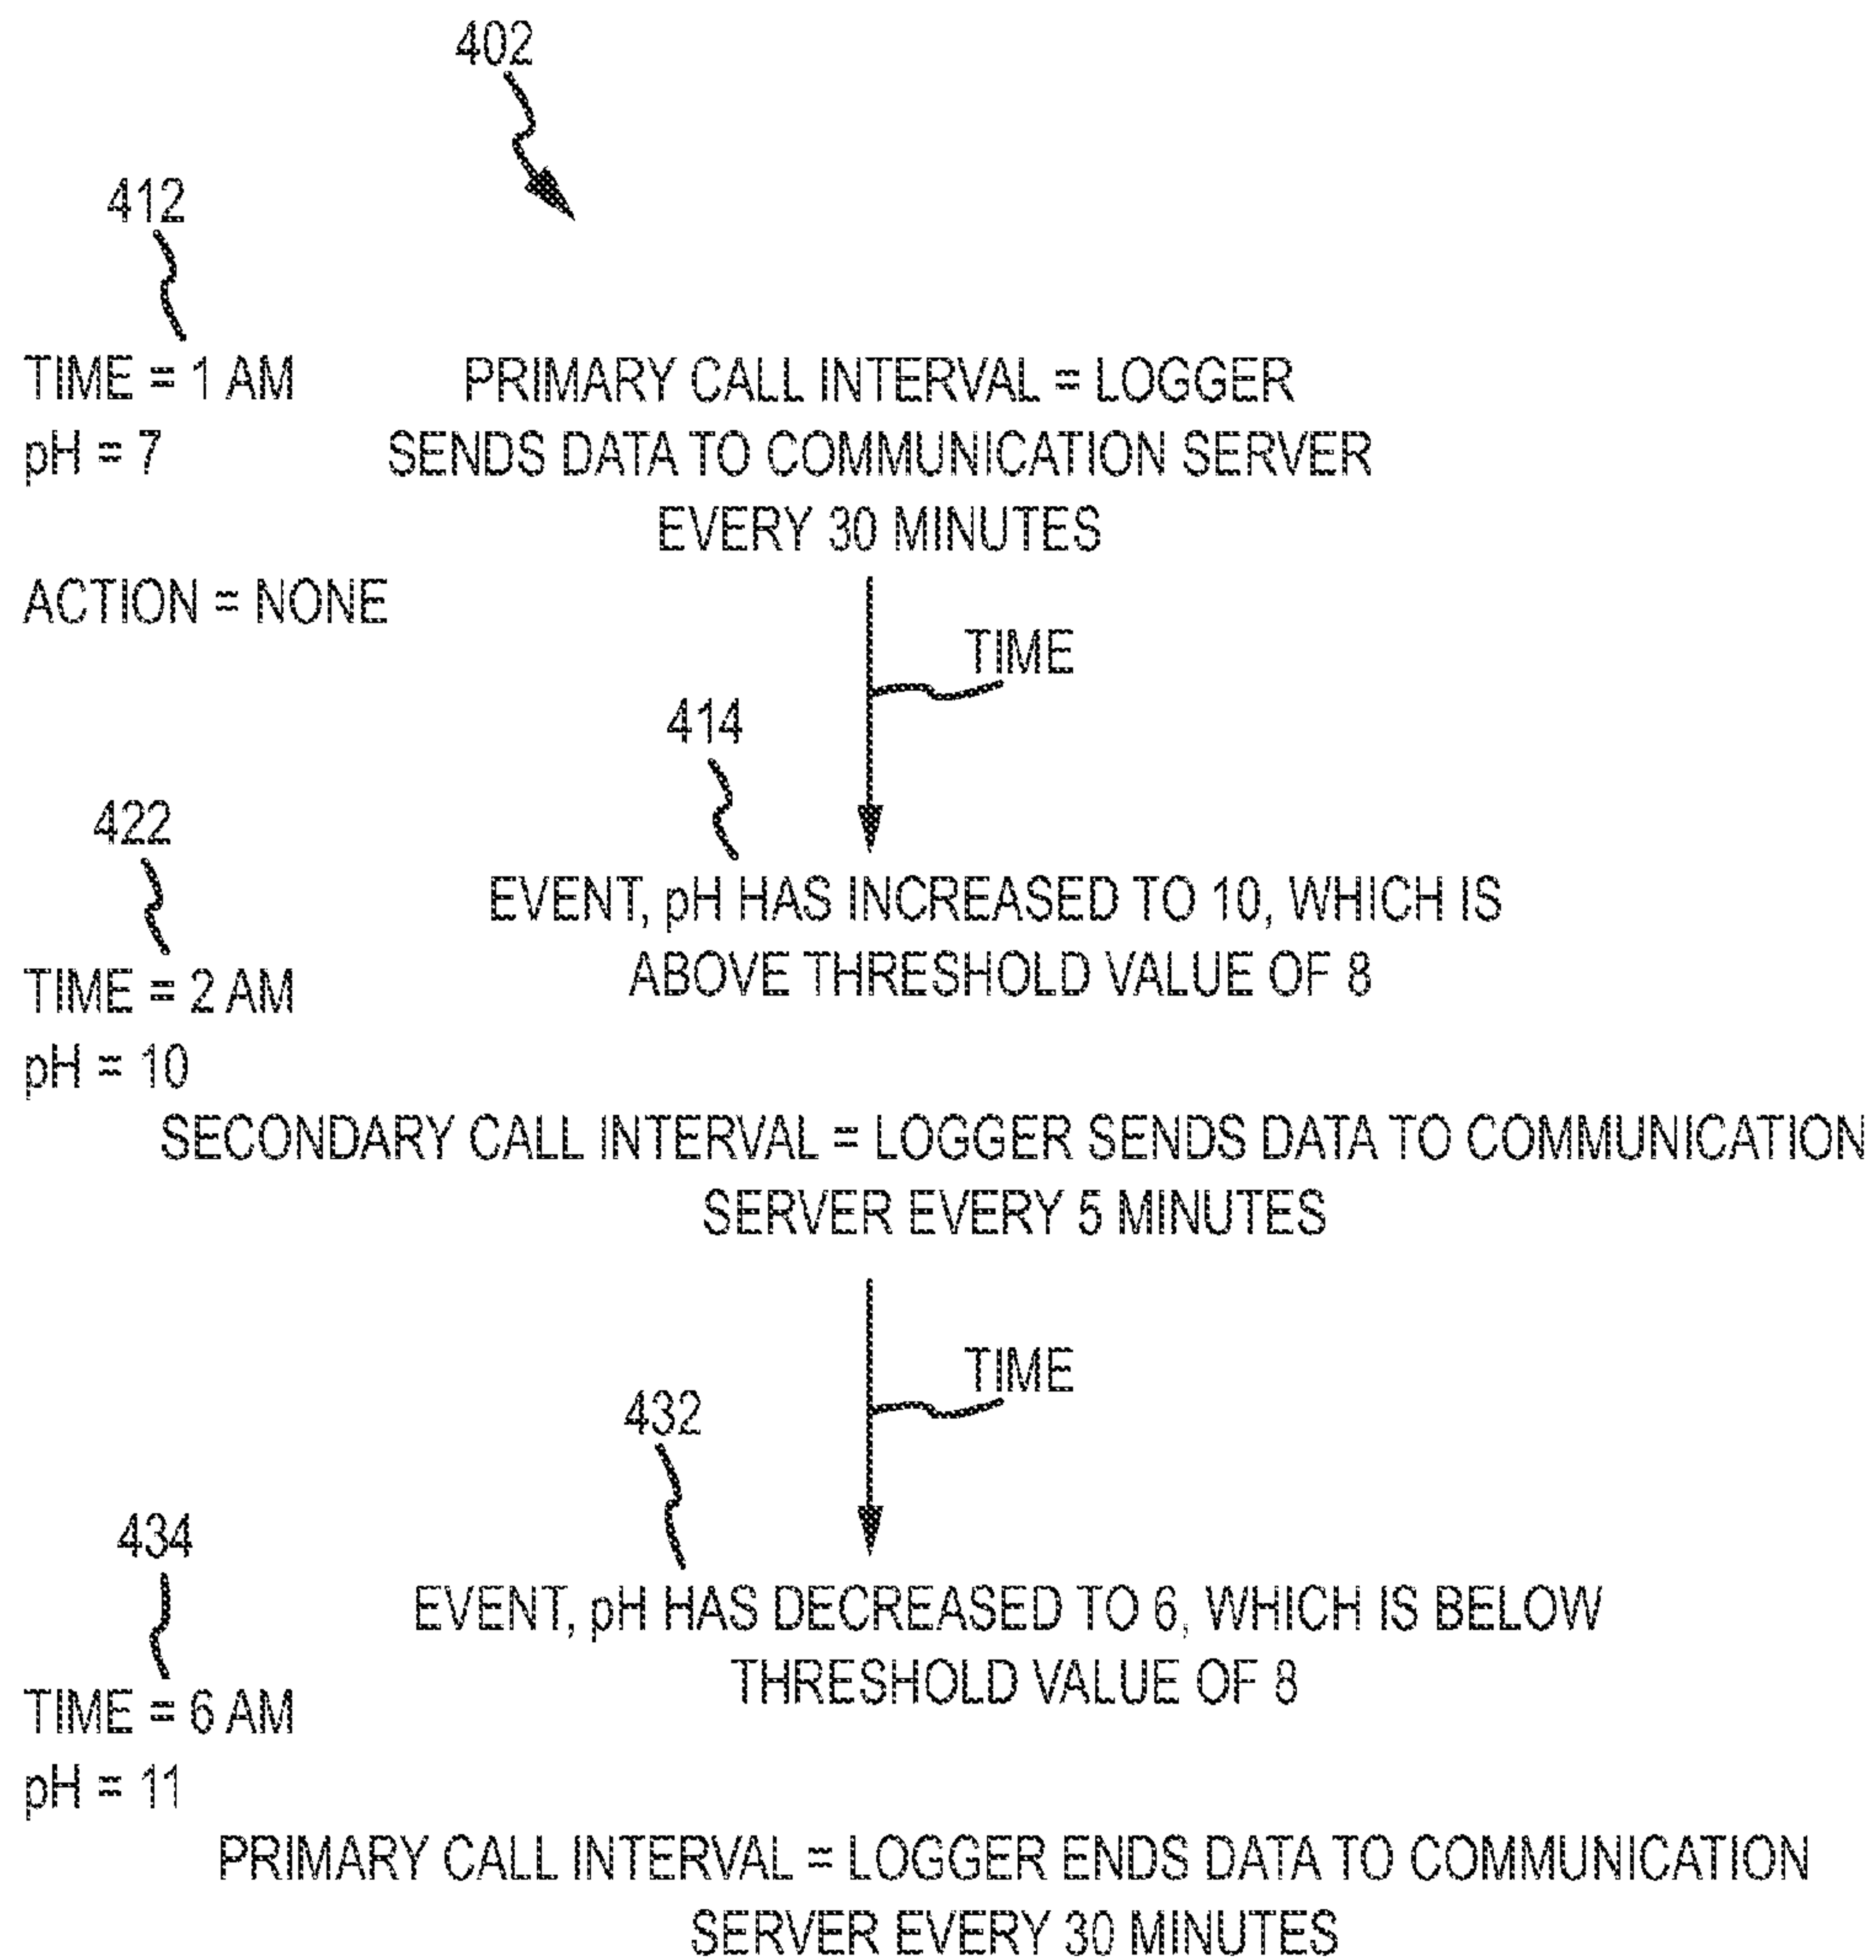 402
412
TIME = 1 AM
pH = 7
PRIMARY CALL INTERVAL = LOGGER
SENDS DATA TO COMMUNICATION SERVER
EVERY 30 MINUTES
ACTION = NONE
TIME
414
422
EVENT, pH HAS INCREASED TO 10, WHICH IS
ABOVE THRESHOLD VALUE OF 8
TIME = 2 AM
pH = 10
SECONDARY CALL INTERVAL = LOGGER SENDS DATA TO COMMUNICATION
SERVER EVERY 5 MINUTES
TIME
432
434
EVENT, pH HAS DECREASED TO 6, WHICH IS BELOW
THRESHOLD VALUE OF 8
TIME = 6 AM
pH = 11
PRIMARY CALL INTERVAL = LOGGER ENDS DATA TO COMMUNICATION
SERVER EVERY 30 MINUTES